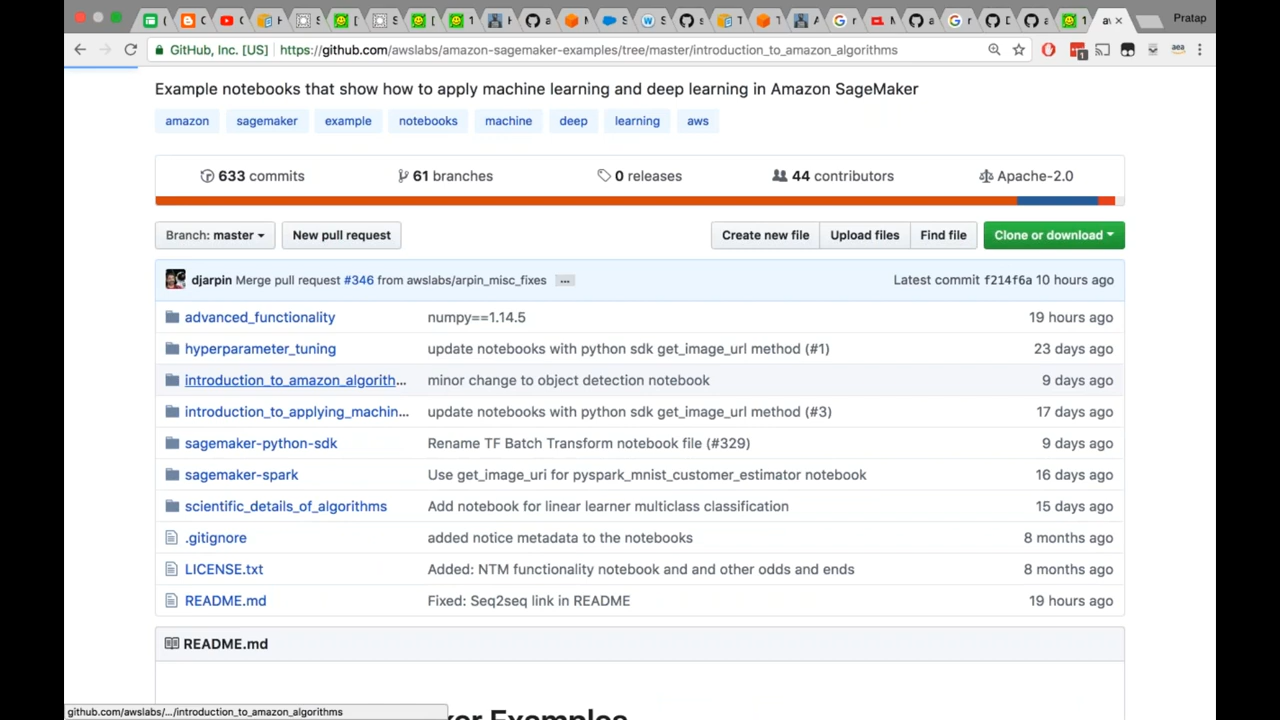 Pratap
GitHub, Inc. [US] https://github.com/awslabs/amazon-sagemaker-examples/tree/master/introduction_to_amazon_algorithms
Example notebooks that show how to apply machine learning and deep learning in Amazon SageMaker
amazon sagemaker example notebooks machine deep learning aws
633 commits 61 branches 0 releases 44 contributors Apache-2.0
Branch: master New pull request Create new file Upload files Find file Clone or download
djarpin Merge pull request #346 from awslabs/arpin_misc_fixes ... Latest commit f214f6a 10 hours ago
advanced_functionality numpy==1.14.5 19 hours ago
hyperparameter_tuning update notebooks with python sdk get_image_url method (#1) 23 days ago
introduction_to_amazon_algorith... minor change to object detection notebook 9 days ago
introduction_to_applying_machin... update notebooks with python sdk get_image_url method (#3) 17 days ago
sagemaker-python-sdk Rename TF Batch Transform notebook file (#329) 9 days ago
sagemaker-spark Use get_image_uri for pyspark_mnist_customer_estimator notebook 16 days ago
scientific_details_of_algorithms Add notebook for linear learner multiclass classification 15 days ago
.gitignore added notice metadata to the notebooks 8 months ago
LICENSE.txt Added: NTM functionality notebook and and other odds and ends 8 months ago
README.md Fixed: Seq2seq link in README 19 hours ago
README.md
Examples
github.com/awslabs/.../introduction_to_amazon_algorithms